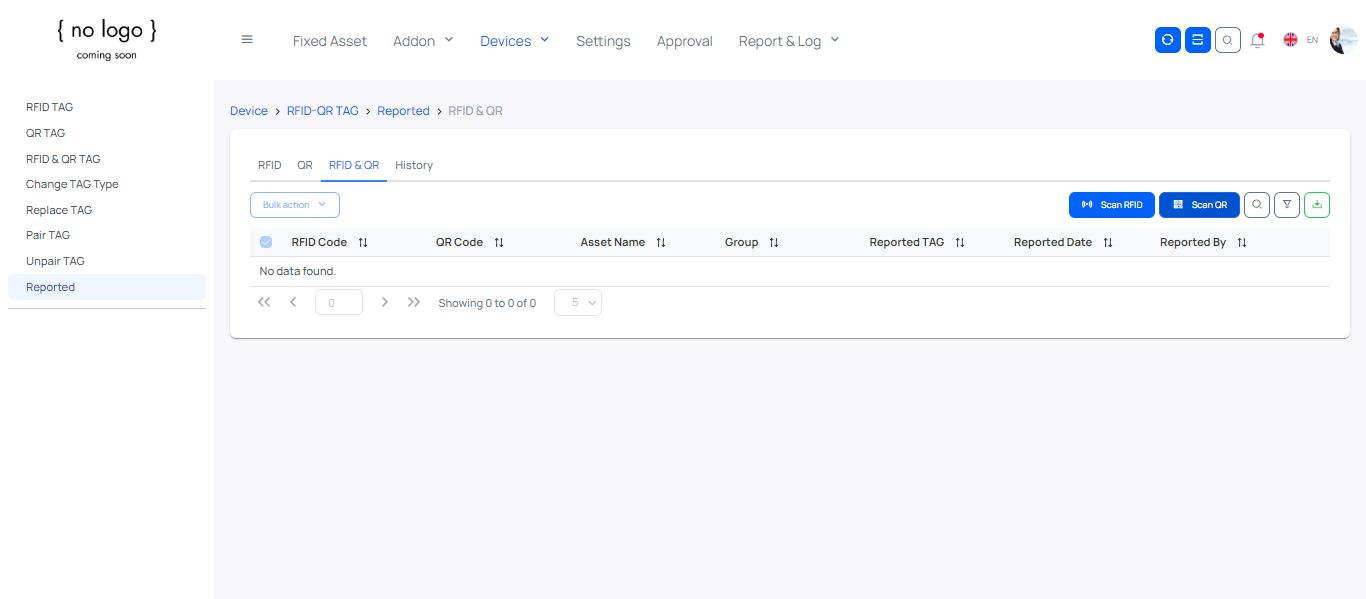 { no logo }
coming soon
Fixed Asset Addon Devices Settings Approval Report & Log EN
RFID TAG
QR TAG
RFID & QR TAG
Change TAG Type
Replace TAG
Pair TAG
Unpair TAG
Reported
Device > RFID-QR TAG > Reported > RFID & QR
RFID QR RFID & QR History
Bulk action Scan RFID Scan QR
RFID Code QR Code Asset Name Group Reported TAG Reported Date Reported By
No data found.
0 Showing 0 to 0 of 0 5